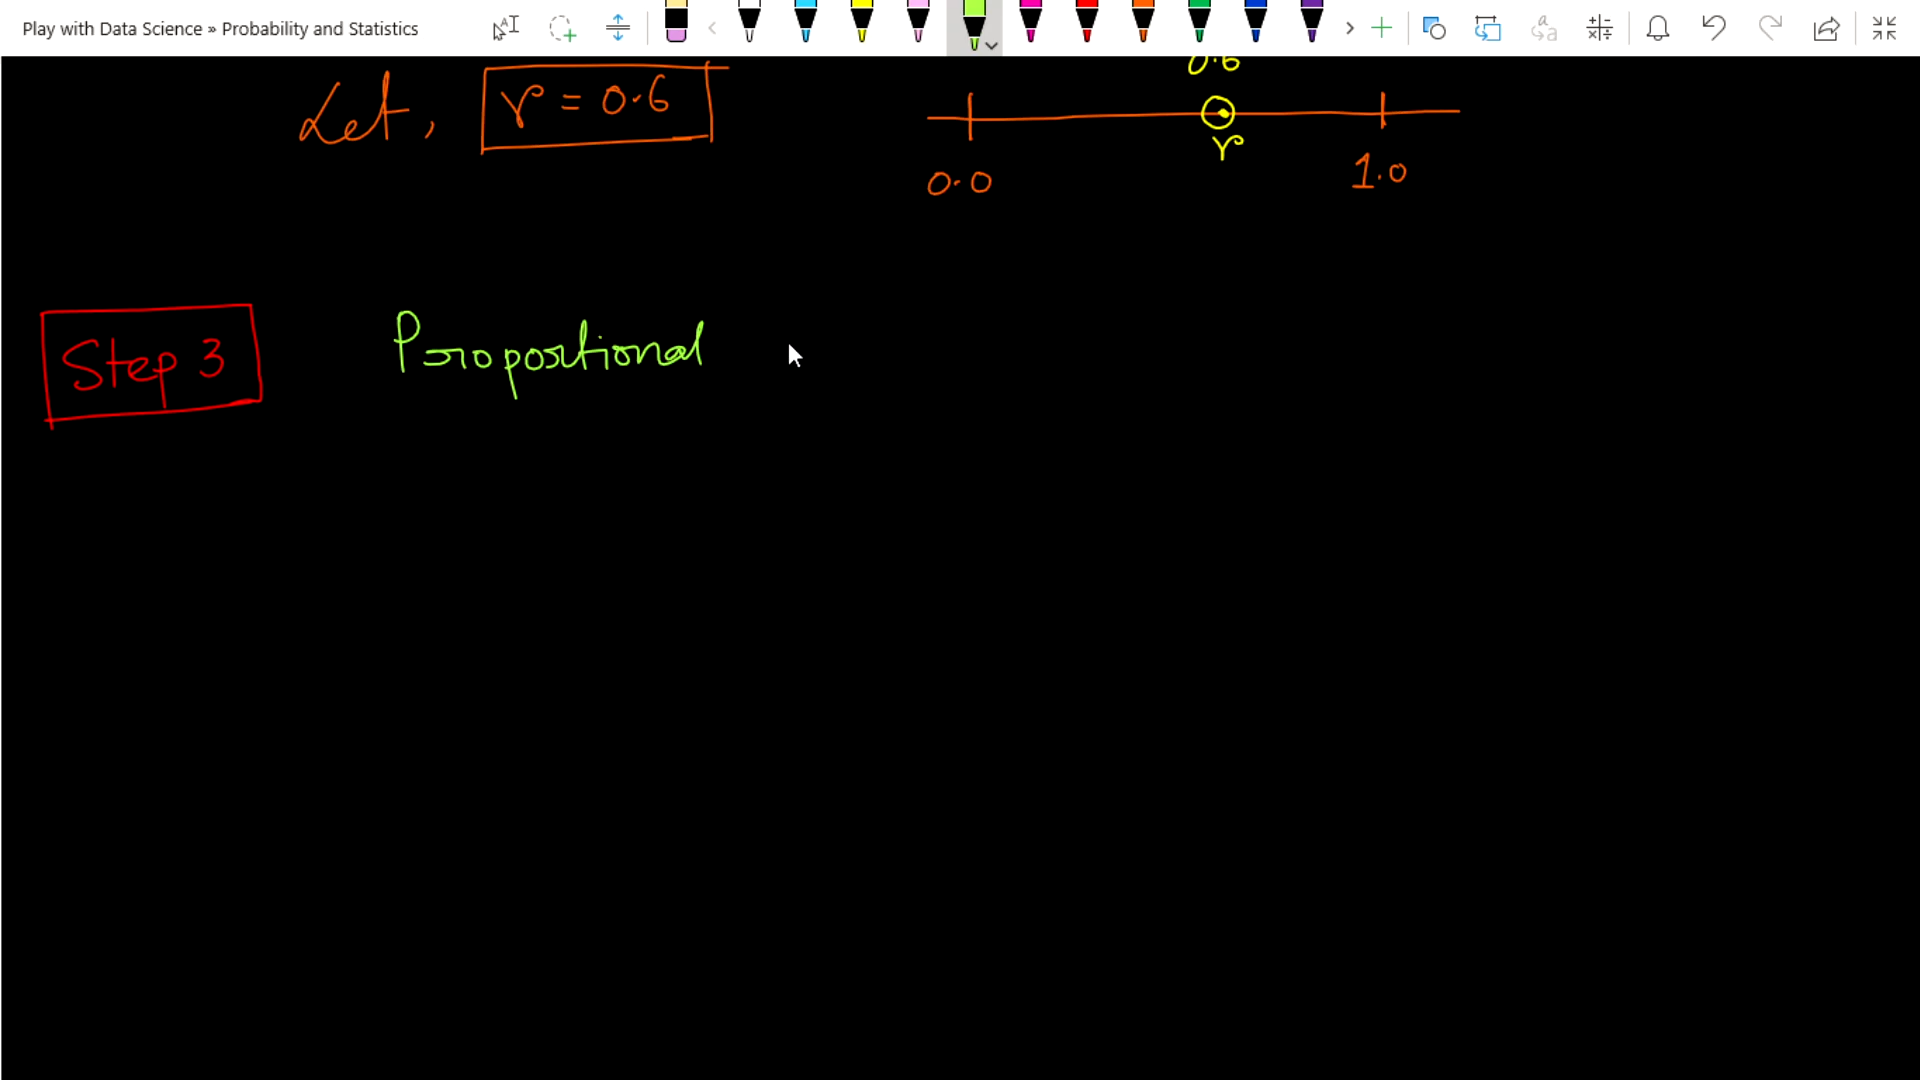 Play with Data Science » Probability and Statistics
0.6
Let, r = 0.6
r
0.0 1.0
Step 3 Proportional